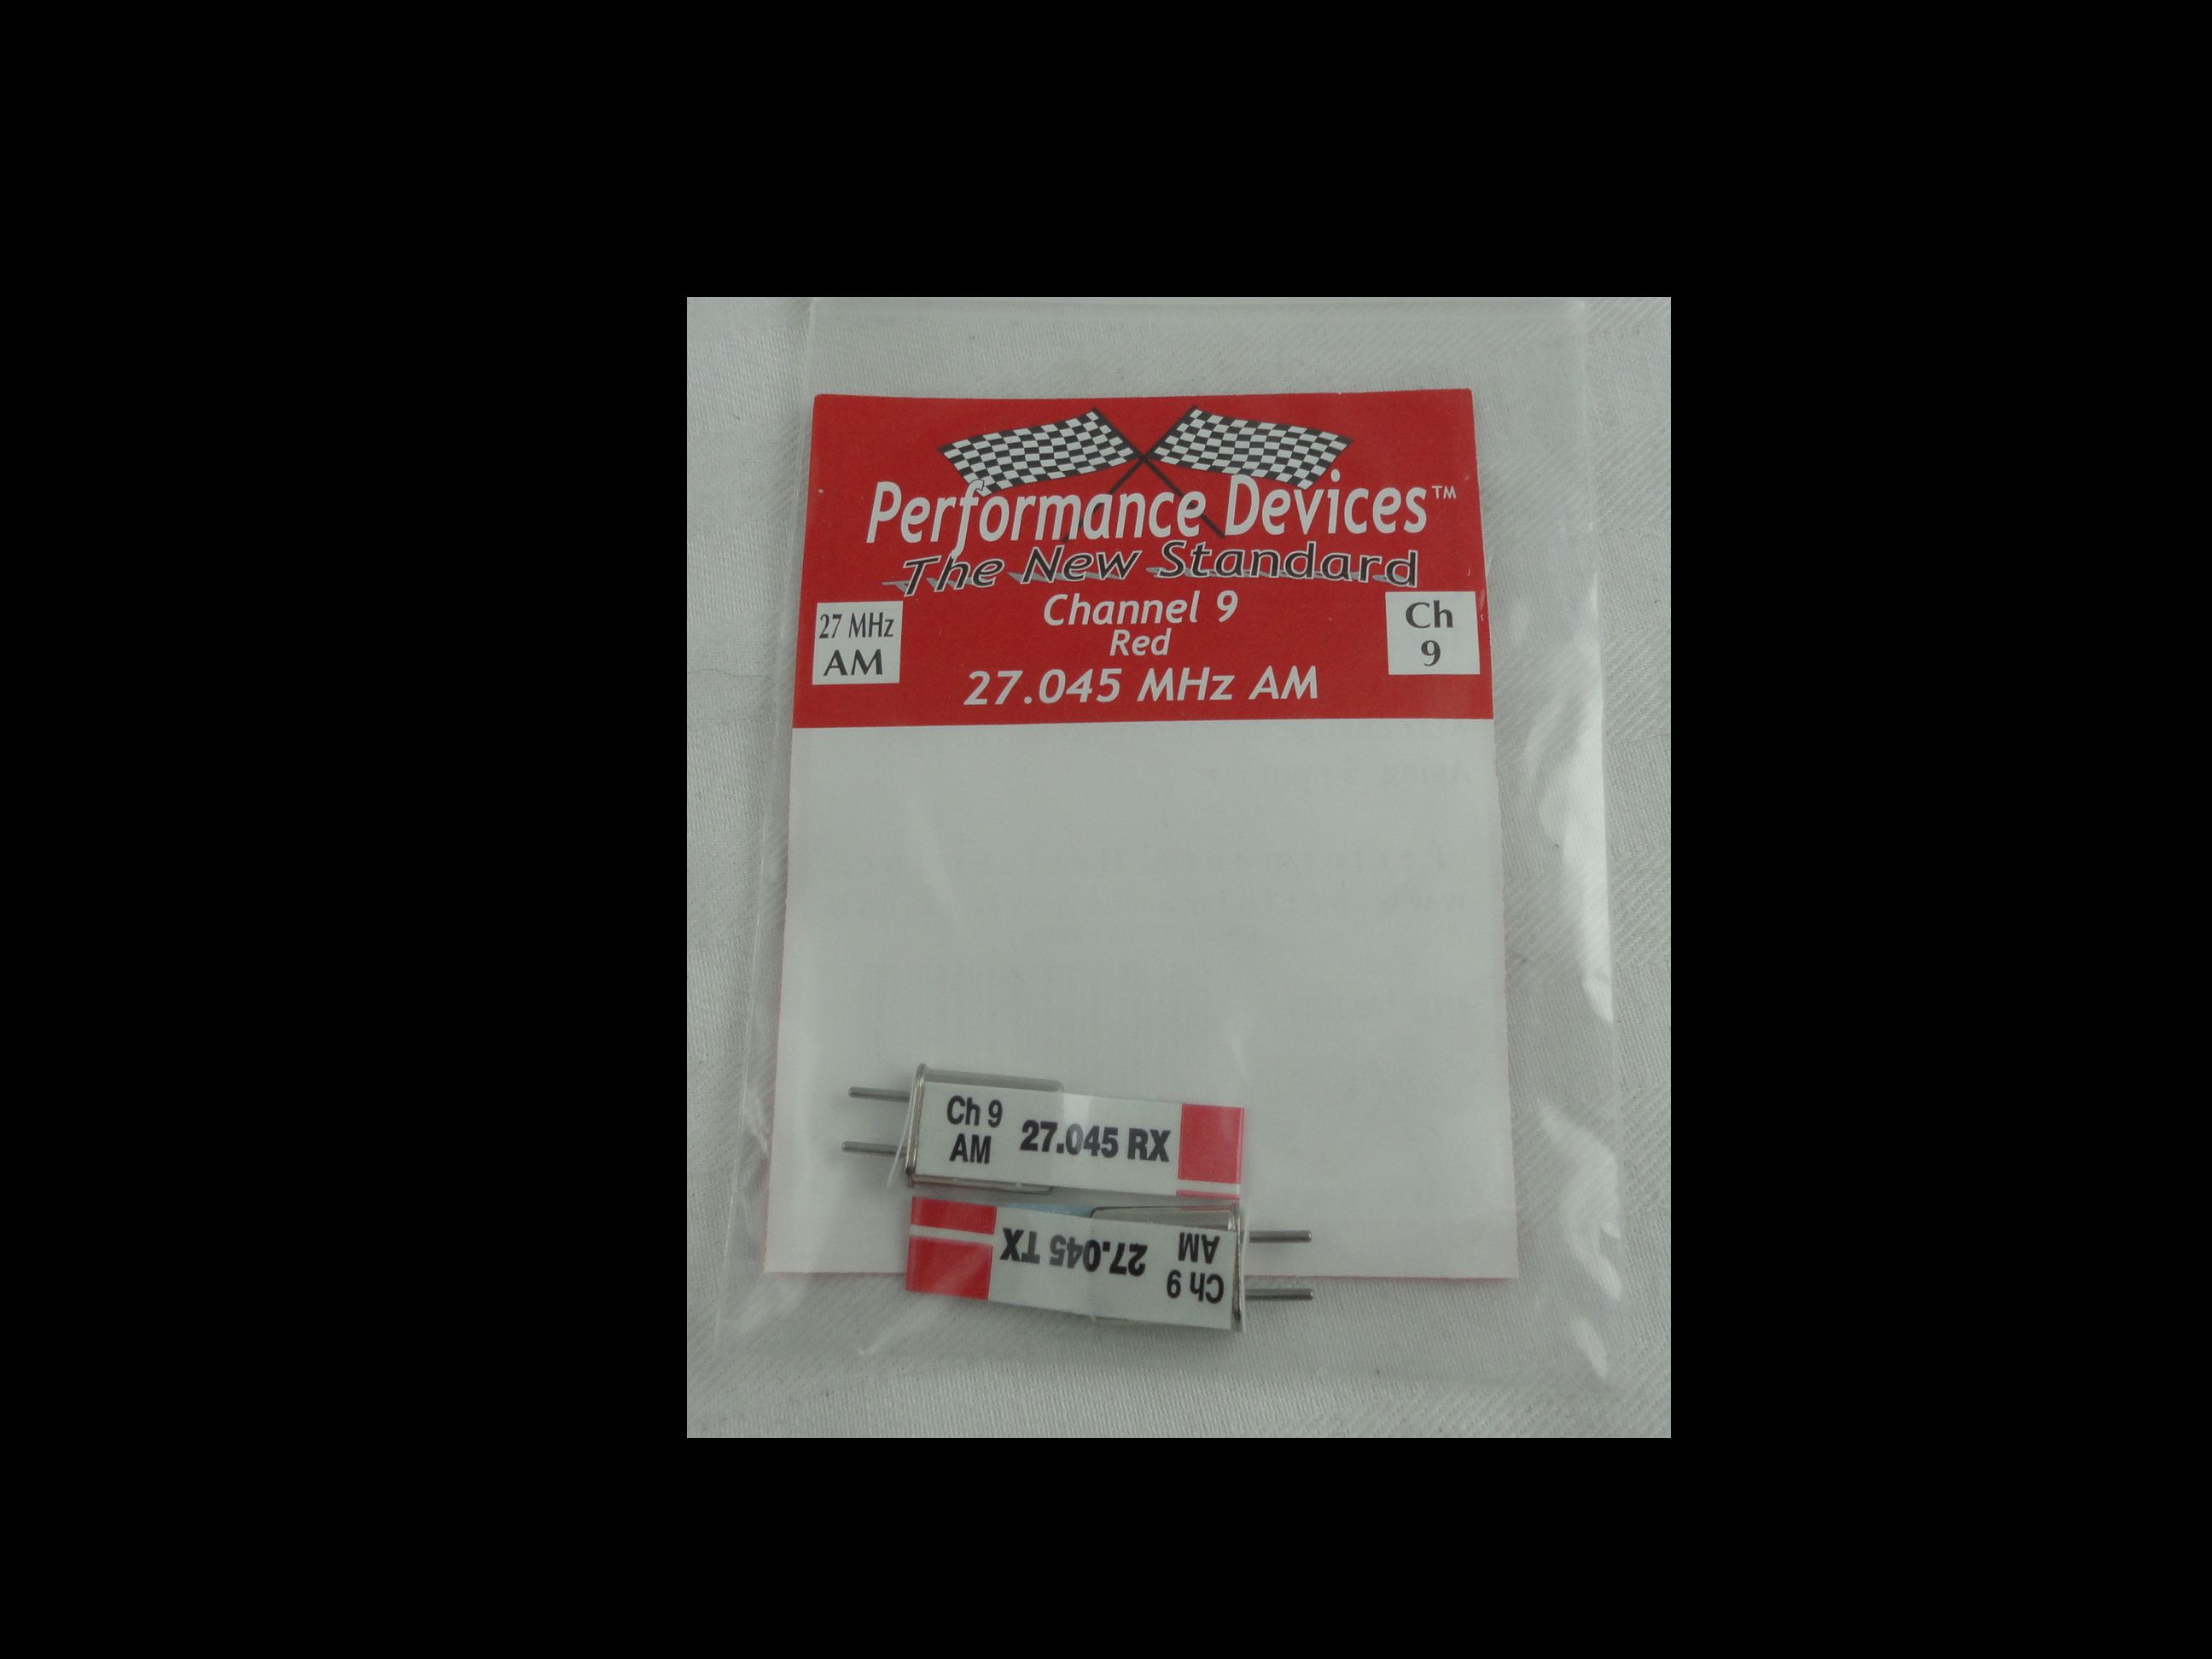 Performance Devices™
The New Standard
Channel 9
Red
27.045 MHz AM
27 MHz
AM
Ch
9
Ch 9
AM
27.045 RX
Ch 9
AM
27.045 TX